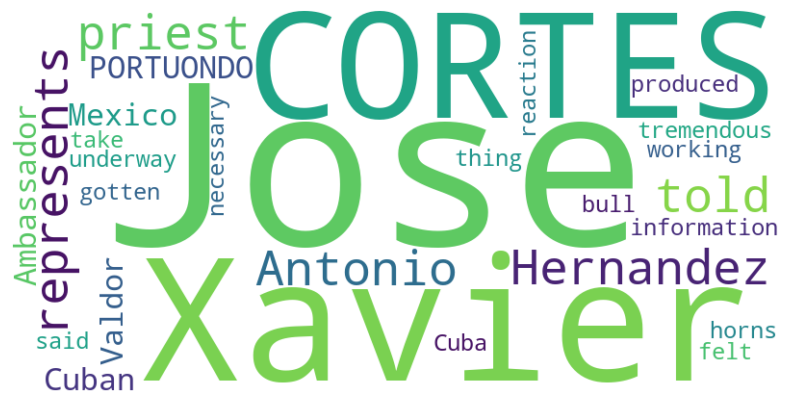 priest
CORTES
PORTUONDO
reaction
produced
Jose
represents
Ambassador
Mexico
necessary
tremendous
take
working
underway
thing
gotten
told
bull
information
Antonio
Hernandez
Xavier
Valdor
said
Cuba
horns
felt
Cuban